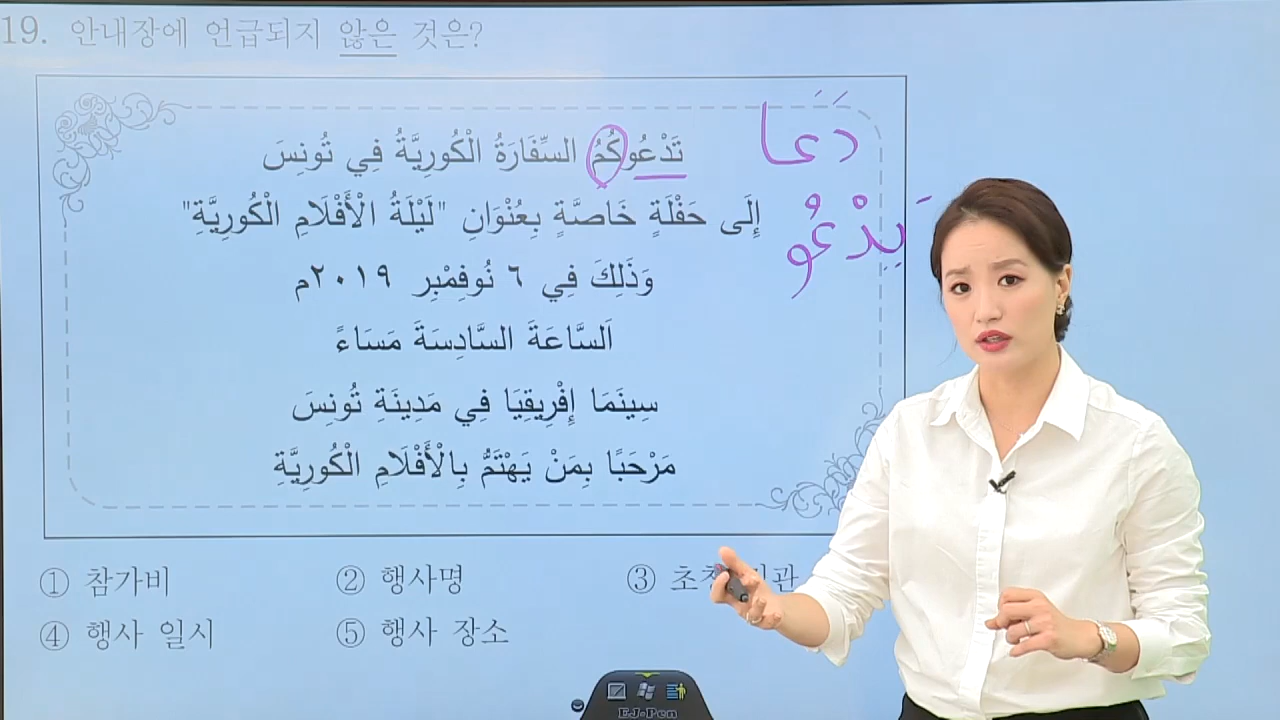 19. 안내장에 언급되지 않은 것은?
تَدْعُوكُمُ السِّفَارَةُ الْكُورِيَّةُ فِي تُونِسَ
إِلَى حَفْلَةٍ خَاصَّةٍ بِعُنْوَانِ "لَيْلَةُ الْأَفْلَامِ الْكُورِيَّةِ"
وَذَلِكَ فِي ٦ نُوفِمْبِر ٢٠١٩م
اَلسَّاعَةَ السَّادِسَةَ مَسَاءً
سِينَمَا إِفْرِيقِيَا فِي مَدِينَةِ تُونِسَ
مَرْحَبًا بِمَنْ يَهْتَمُّ بِالْأَفْلَامِ الْكُورِيَّةِ
دَعَا
يَدْعُو
① 참가비 ② 행사명 ③
④ 행사 일시 ⑤ 행사 장소
EJ-Pen